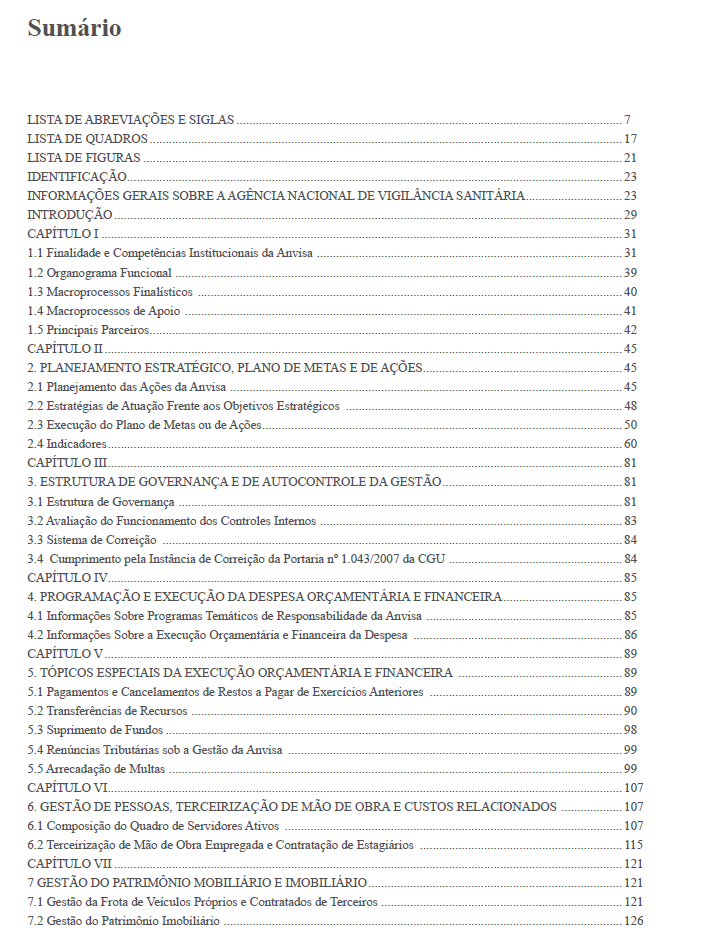 Sumário
LISTA DE ABREVIAÇÕES E SIGLAS 7
LISTA DE QUADROS 17
LISTA DE FIGURAS 21
IDENTIFICAÇÃO 23
INFORMAÇÕES GERAIS SOBRE A AGÊNCIA NACIONAL DE VIGILÂNCIA SANITÁRIA 23
INTRODUÇÃO 29
CAPÍTULO I 31
1.1 Finalidade e Competências Institucionais da Anvisa 31
1.2 Organograma Funcional 39
1.3 Macroprocessos Finalísticos 40
1.4 Macroprocessos de Apoio 41
1.5 Principais Parceiros 42
CAPÍTULO II 45
2. PLANEJAMENTO ESTRATÉGICO, PLANO DE METAS E DE AÇÕES 45
2.1 Planejamento das Ações da Anvisa 45
2.2 Estratégias de Atuação Frente aos Objetivos Estratégicos 48
2.3 Execução do Plano de Metas ou de Ações 50
2.4 Indicadores 60
CAPÍTULO III 81
3. ESTRUTURA DE GOVERNANÇA E DE AUTOCONTROLE DA GESTÃO 81
3.1 Estrutura de Governança 81
3.2 Avaliação do Funcionamento dos Controles Internos 83
3.3 Sistema de Correição 84
3.4 Cumprimento pela Instância de Correição da Portaria nº 1.043/2007 da CGU 84
CAPÍTULO IV 85
4. PROGRAMAÇÃO E EXECUÇÃO DA DESPESA ORÇAMENTÁRIA E FINANCEIRA 85
4.1 Informações Sobre Programas Temáticos de Responsabilidade da Anvisa 85
4.2 Informações Sobre a Execução Orçamentária e Financeira da Despesa 86
CAPÍTULO V 89
5. TÓPICOS ESPECIAIS DA EXECUÇÃO ORÇAMENTÁRIA E FINANCEIRA 89
5.1 Pagamentos e Cancelamentos de Restos a Pagar de Exercícios Anteriores 89
5.2 Transferências de Recursos 90
5.3 Suprimento de Fundos 98
5.4 Renúncias Tributárias sob a Gestão da Anvisa 99
5.5 Arrecadação de Multas 99
CAPÍTULO VI 107
6. GESTÃO DE PESSOAS, TERCEIRIZAÇÃO DE MÃO DE OBRA E CUSTOS RELACIONADOS 107
6.1 Composição do Quadro de Servidores Ativos 107
6.2 Terceirização de Mão de Obra Empregada e Contratação de Estagiários 115
CAPÍTULO VII 121
7 GESTÃO DO PATRIMÔNIO MOBILIÁRIO E IMOBILIÁRIO 121
7.1 Gestão da Frota de Veículos Próprios e Contratados de Terceiros 121
7.2 Gestão do Patrimônio Imobiliário 126